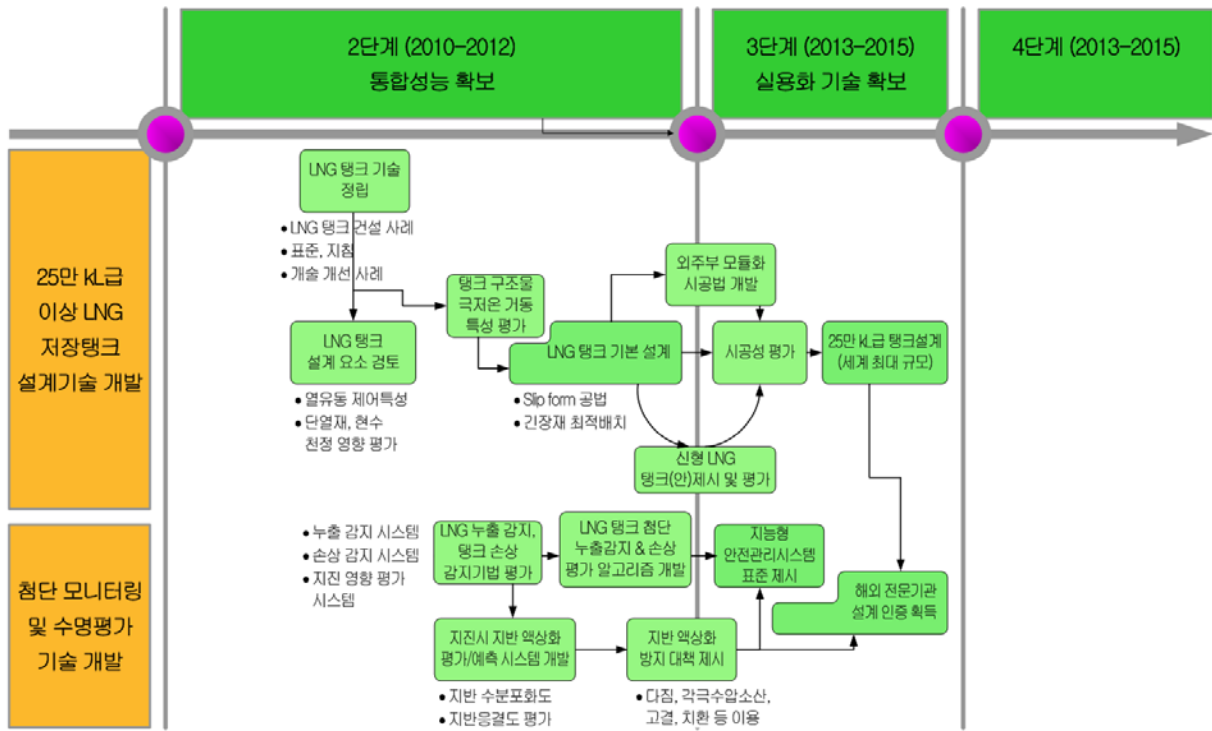 2단계 (2010-2012)
통합성능 확보
3단계 (2013-2015)
실용화 기술 확보
4단계 (2013-2015)
25만 kL급
이상 LNG
저장탱크
설계기술 개발
LNG 탱크 기술
정립
• LNG 탱크 건설 사례
• 표준, 지침
• 개술 개선 사례
LNG 탱크
설계 요소 검토
• 열유동 제어특성
• 단열재, 현수
천정 영향 평가
탱크 구조물
극저온 거동
특성 평가
LNG 탱크 기본 설계
• Slip form 공법
• 긴장재 최적배치
외주부 모듈화
시공법 개발
시공성 평가
25만 kL급 탱크설계
(세계 최대 규모)
신형 LNG
탱크(안)제시 및 평가
첨단 모니터링
및 수명평가
기술 개발
• 누출 감지 시스템
• 손상 감지 시스템
• 지진 영향 평가
시스템
LNG 누출 감지,
탱크 손상
감지기법 평가
LNG 탱크 첨단
누출감지 & 손상
평가 알고리즘 개발
지능형
안전관리시스템
표준 제시
해외 전문기관
설계 인증 획득
지진시 지반 액상화
평가/예측 시스템 개발
• 지반 수분포화도
• 지반응결도 평가
지반 액상화
방지 대책 제시
• 다짐, 각극수압소산,
고결, 치환 등 이용